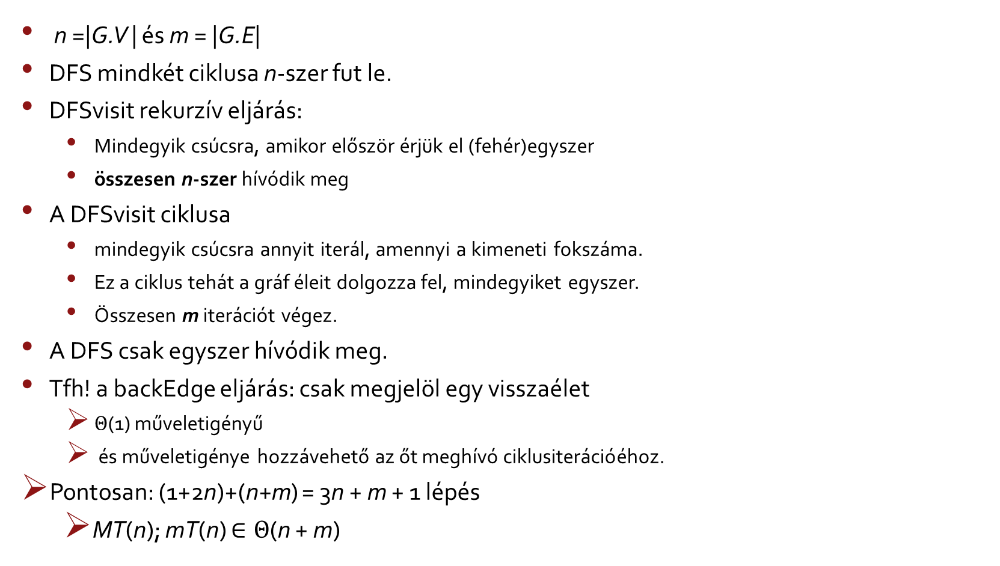 n =|G.V | és m = |G.E|
DFS mindkét ciklusa n-szer fut le.
DFSvisit rekurzív eljárás:
Mindegyik csúcsra, amikor először érjük el (fehér)egyszer
összesen n-szer hívódik meg
A DFSvisit ciklusa
mindegyik csúcsra annyit iterál, amennyi a kimeneti fokszáma.
Ez a ciklus tehát a gráf éleit dolgozza fel, mindegyiket egyszer.
Összesen m iterációt végez.
A DFS csak egyszer hívódik meg.
Tfh! a backEdge eljárás: csak megjelöl egy visszaélet
Θ(1) műveletigényű
és műveletigénye hozzávehető az őt meghívó ciklusiterációéhoz.
Pontosan: (1+2n)+(n+m) = 3n + m + 1 lépés
MT(n); mT(n) ∈ Θ(n + m)